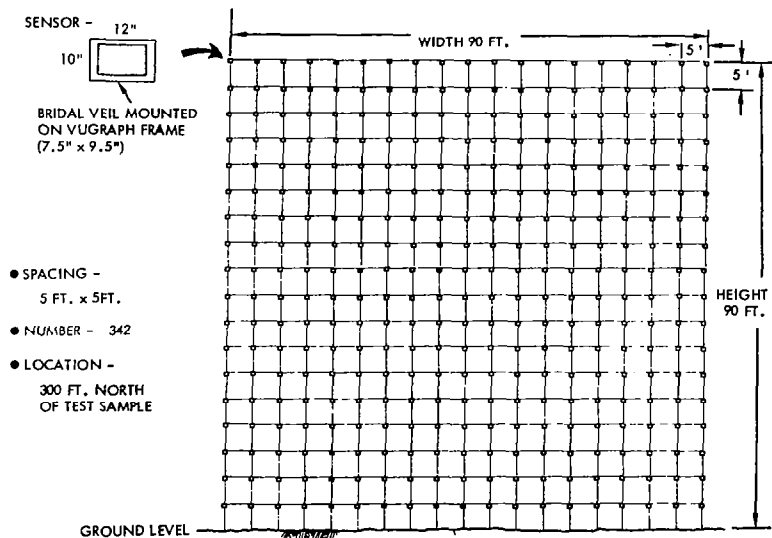 SENSOR -
12"
10"
BRIDAL VEIL MOUNTED
ON VUGRAPH FRAME
(7.5" x 9.5")
WIDTH 90 FT.
5 '
5 '
● SPACING -
5 FT. x 5FT.
● NUMBER - 342
● LOCATION -
300 FT. NORTH
OF TEST SAMPLE
HEIGHT
90 FT.
GROUND LEVEL